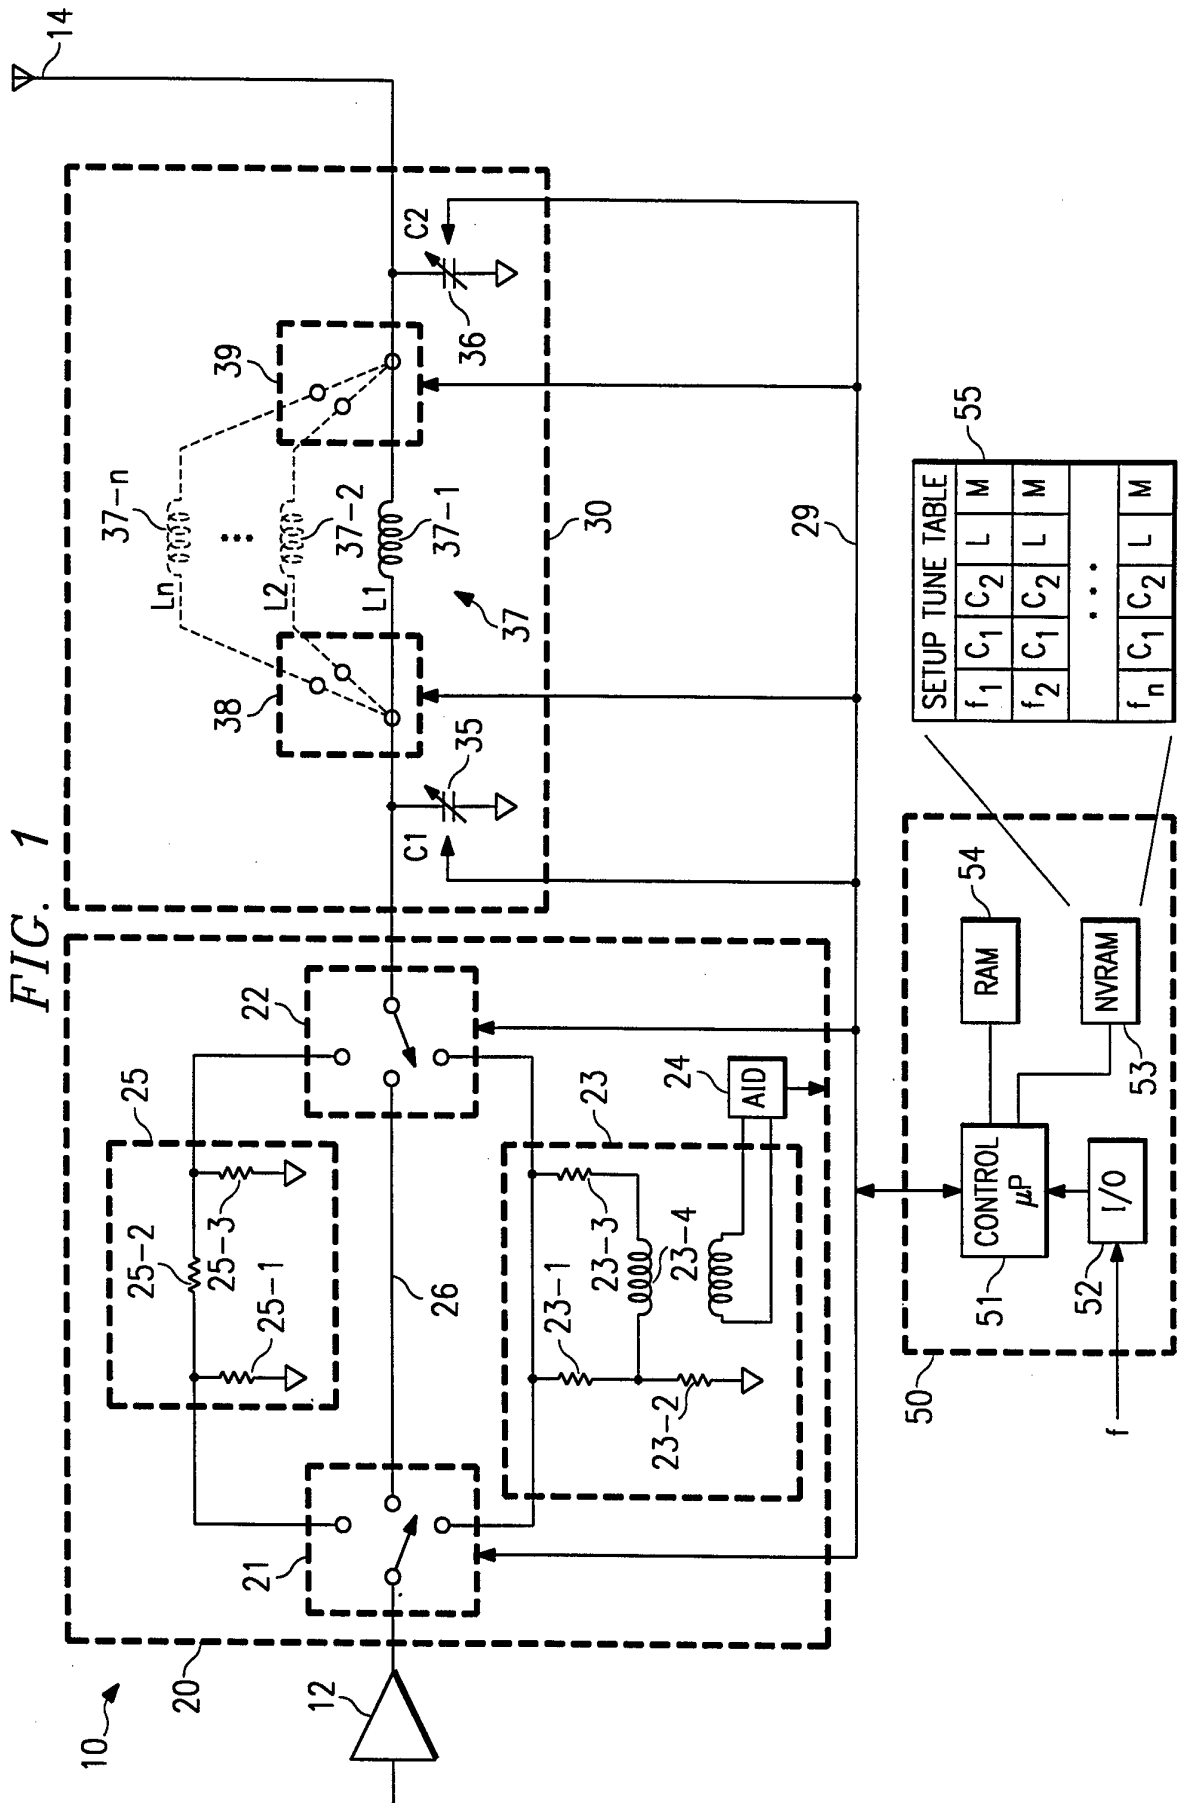 FIG. 1
10
12
14
20
21
22
25
25-1
25-2
25-3
26
23
23-1
23-2
23-3
23-4
24
AID
29
30
35
C1
36
C2
37
38
39
L1
37-1
L2
37-2
Ln
37-n
50
51
CONTROL
µP
52
I/O
f
53
NVRAM
54
RAM
55
SETUP TUNE TABLE
f1 C1 C2 L M
f2 C1 C2 L M
fn C1 C2 L M